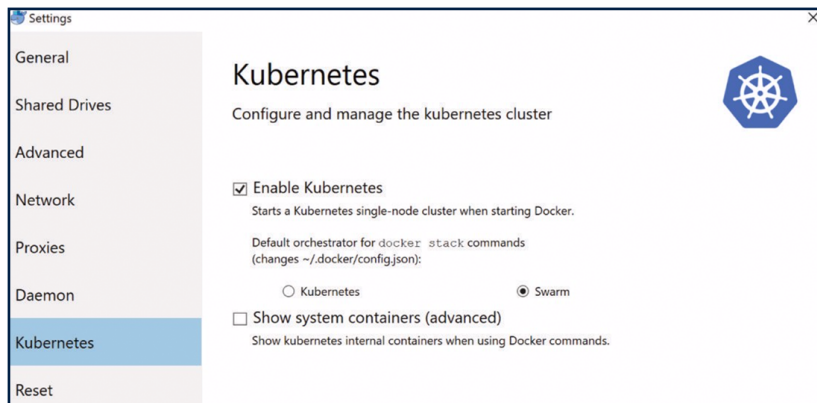 Settings
General
Shared Drives
Advanced
Network
Proxies
Daemon
Kubernetes
Reset
Kubernetes
Configure and manage the kubernetes cluster
Enable Kubernetes
Starts a Kubernetes single-node cluster when starting Docker.
Default orchestrator for docker stack commands
(changes ~/.docker/config.json):
Kubernetes Swarm
Show system containers (advanced)
Show kubernetes internal containers when using Docker commands.